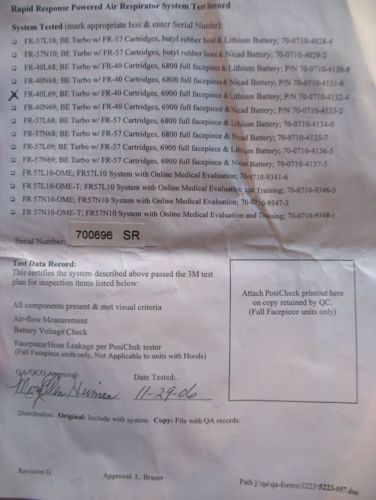 Rapid Response Powered Air Respirator System Test Record
System Tested (mark appropriate box & enter Serial Number):
FR-57L10; BE Turbo w/ FR-57 Cartridges, butyl rubber hood & Lithium Battery; 70-0710-4028-4
FR-57N10; BE Turbo w/ FR-57 Cartridges, butyl rubber hood & Nicad Battery; 70-0710-4029-2
FR-40L68; BE Turbo w/ FR-40 Cartridges, 6800 full facepiece & Lithium Battery, P/N 70-0710-4130-8
FR-40N68; BE Turbo w/ FR-40 Cartridges, 6800 full facepiece & Nicad Battery; P/N 70-0710-4131-6
FR-40L69; BE Turbo w/ FR-40 Cartridges, 6900 full facepiece & Lithium Battery; P/N 70-0710-4132-4
FR-40N69; BE Turbo w/ FR-40 Cartridges, 6900 full facepiece & Nicad Battery; P/N 70-0710-4133-2
FR-57L68; BE Turbo w/ FR-57 Cartridges, 6800 full facepiece & Lithium Battery; 70-0710-4134-0
FR-57N68; BE Turbo w/ FR-57 Cartridges, 6800 full facepiece & Nicad Battery; 70-0710-4135-7
FR-57L69; BE Turbo w/ FR-57 Cartridges, 6900 full facepiece & Lithium Battery; 70-0710-4136-5
FR-57N69; BE Turbo w/ FR-57 Cartridges, 6900 full facepiece & Nicad Battery; 70-0710-4137-3
FR 57L10-OME; FR57L10 System with Online Medical Evaluation; 70-0710-9341-6
FR 57L10-OME-T; FR57L10 System with Online Medical Evaluation and Training; 70-0710-9346-5
FR 57N10-OME; FR57N10 System with Online Medical Evaluation; 70-0710-9343-2
FR 57N10-OME-T; FR57N10 System with Online Medical Evaluation and Training; 70-0710-9348-1
Serial Number: 700696 SR
Test Data Record:
This certifies the system described above passed the 3M test
plan for inspection items listed below:
All components present & met visual criteria
Air-flow Measurement
Battery Voltage Check
Facepiece/Hose Leakage per PosiChek tester
(Full Facepiece units only, Not Applicable to units with Hoods)
Attach PosiCheck printout here
on copy retained by QC.
(Full Facepiece units only)
QA/QCO Approval:
Mary Ellen Heiman
Date Tested:
11-29-06
Distribution: Original: Include with system. Copy: File with QA records.
Revision G
Approval: L. Brauer
Path j:\qa\qa-forms\5223\5223-057.doc